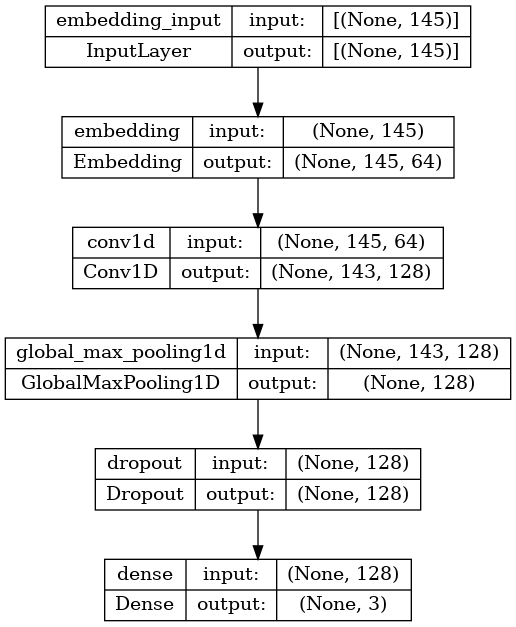 embedding_input input: [(None, 145)]
InputLayer output: [(None, 145)]
embedding input: (None, 145)
Embedding output: (None, 145, 64)
conv1d input: (None, 145, 64)
Conv1D output: (None, 143, 128)
global_max_pooling1d input: (None, 143, 128)
GlobalMaxPooling1D output: (None, 128)
dropout input: (None, 128)
Dropout output: (None, 128)
dense input: (None, 128)
Dense output: (None, 3)